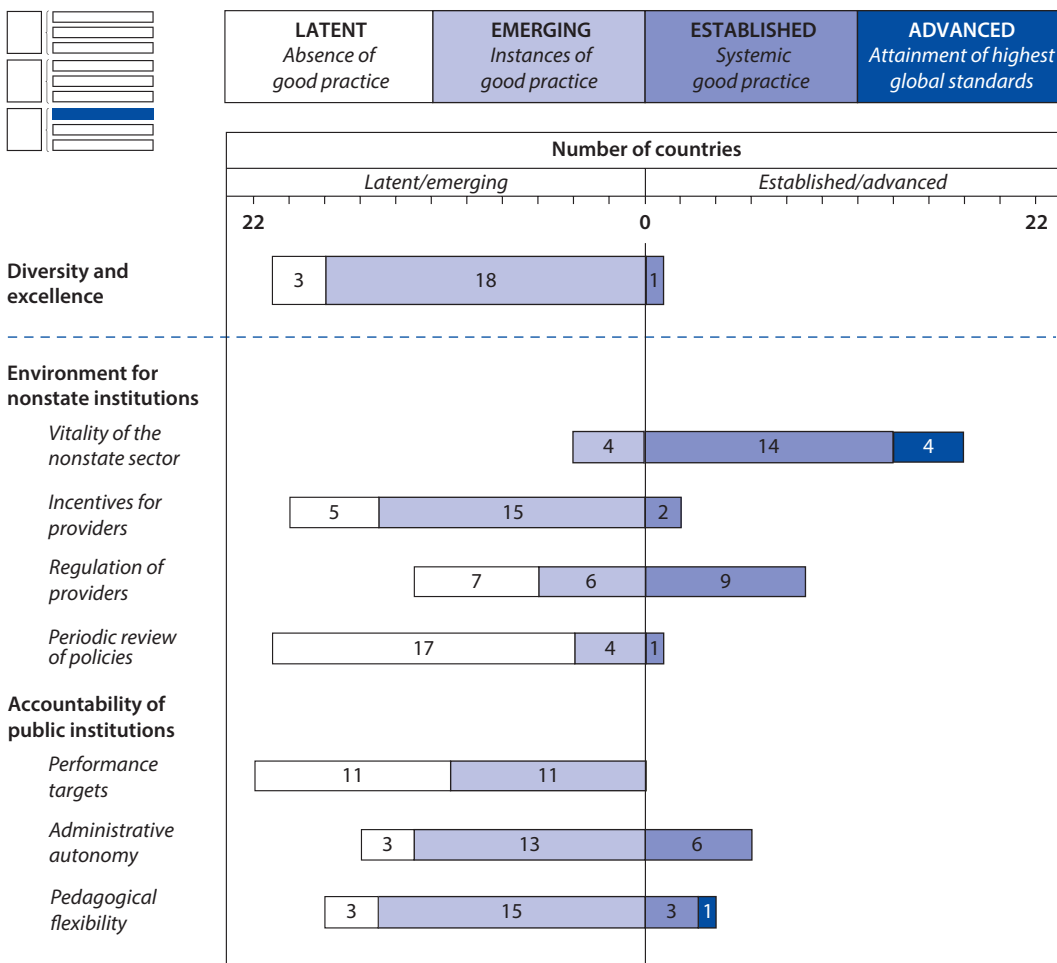 LATENT
Absence of
good practice
EMERGING
Instances of
good practice
ESTABLISHED
Systemic
good practice
ADVANCED
Attainment of highest
global standards
Number of countries
Latent/emerging
Established/advanced
22
0
22
Diversity and
excellence
3
18
1
Environment for
nonstate institutions
Vitality of the
nonstate sector
4
14
4
Incentives for
providers
5
15
2
Regulation of
providers
7
6
9
Periodic review
of policies
17
4
1
Accountability of
public institutions
Performance
targets
11
11
Administrative
autonomy
3
13
6
Pedagogical
flexibility
3
15
3
1